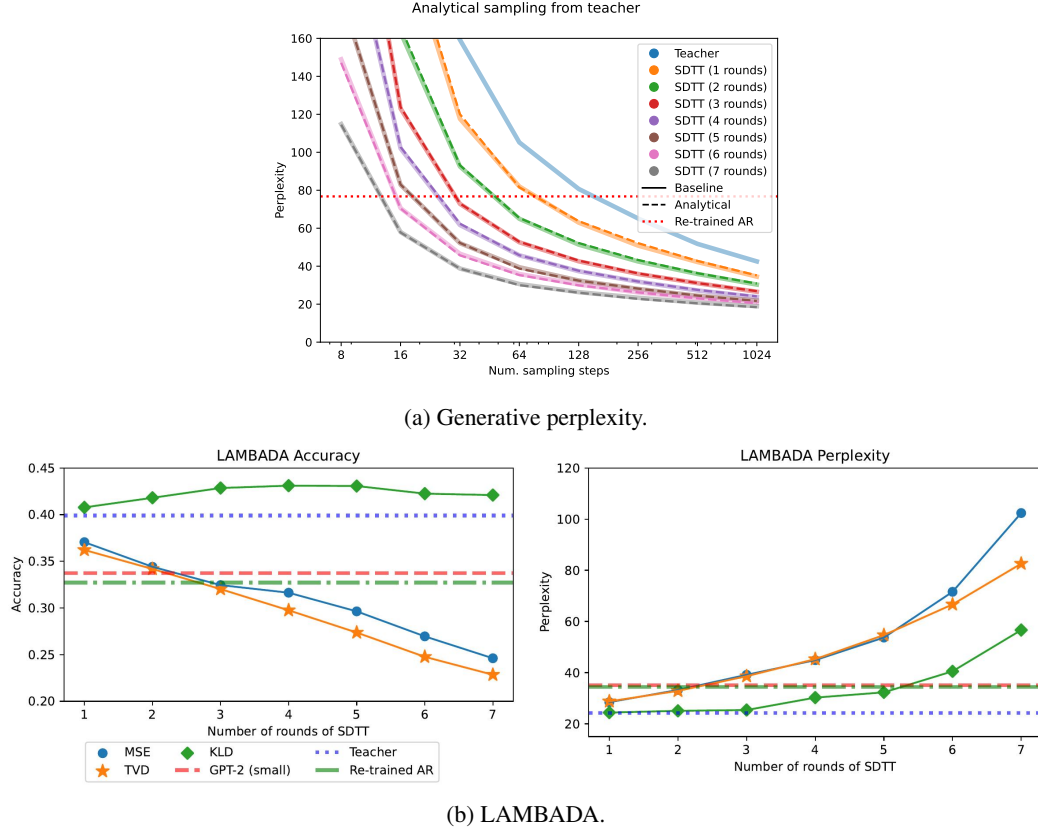 Analytical sampling from teacher
160
140
120
100
80
60
40
20
0
Perplexity
Teacher
SDTT (1 rounds)
SDTT (2 rounds)
SDTT (3 rounds)
SDTT (4 rounds)
SDTT (5 rounds)
SDTT (6 rounds)
SDTT (7 rounds)
Baseline
Analytical
Re-trained AR
8 16 32 64 128 256 512 1024
Num. sampling steps
(a) Generative perplexity.
LAMBADA Accuracy
0.45
0.40
0.35
0.30
0.25
0.20
Accuracy
1 2 3 4 5 6 7
Number of rounds of SDTT
MSE KLD Teacher
TVD GPT-2 (small) Re-trained AR
LAMBADA Perplexity
120
100
80
60
40
20
Perplexity
1 2 3 4 5 6 7
Number of rounds of SDTT
(b) LAMBADA.